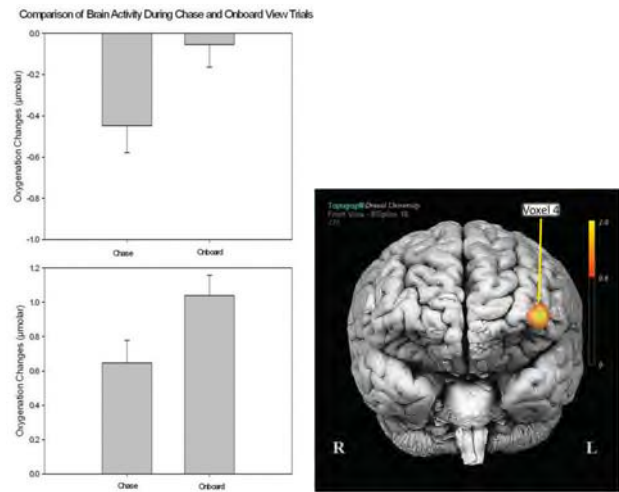 Comparison of Brain Activity During Chase and Onboard View Trials
Oxygenation Changes (µmolar)
0.0
-0.2
-0.4
-0.6
-0.8
-1.0
Chase
Onboard
Oxygenation Changes (µmolar)
1.2
1.0
0.8
0.6
0.4
0.2
0.0
Chase
Onboard
Drexel University
Voxel 4
R
L